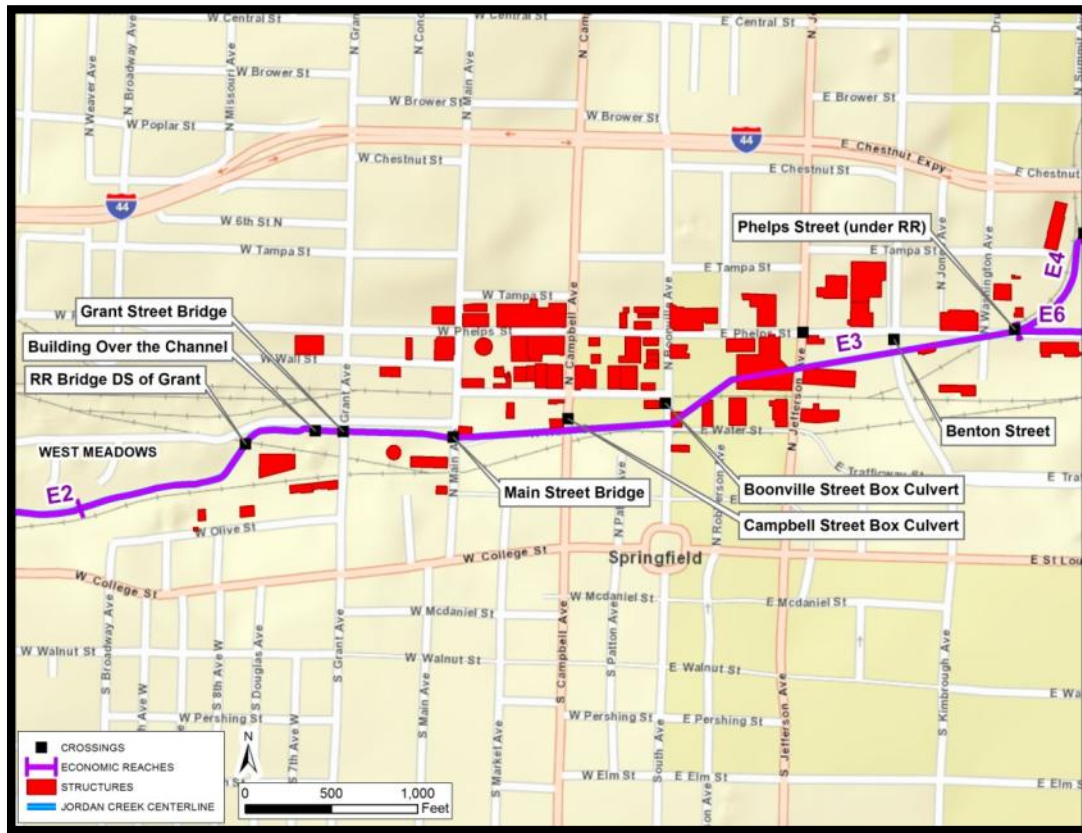 W Central St
E Central St
N Weaver Ave
N Broadway Ave
N Missouri Ave
N Main Ave
N Summit Ave
W Brower St
W Brower St
W Brower St
E Brower St
W Poplar St
W Chestnut St
44
E Chestnut Expy
E Chestnut St
E Chestnut
44
W 6th St N
W Tampa St
Phelps Street (under RR)
E Tampa St
E Tampa St
N Jones Ave
N Washington Ave
E4
W Tampa St
Grant Street Bridge
N Campbell Ave
N Boonville Ave
W Phelps St
E Phelps St
E6
E3
Building Over the Channel
W Wall St
RR Bridge DS of Grant
N Grant Ave
N Jefferson Ave
Benton Street
E Water St
WEST MEADOWS
N Main Ave
E Trafficway St
Main Street Bridge
Boonville Street Box Culvert
E2
Campbell Street Box Culvert
W Olive St
N Robberson Ave
W College St
Springfield
E St Lou
W College St
W Mcdaniel St
W Mcdaniel St
E Mcdaniel St
W Walnut St
W Walnut St
E Walnut St
S Broadway Ave
S 8th Ave W
S Douglas Ave
S Grant Ave
S Main Ave
S Campbell Ave
S Patton Ave
S Jefferson Ave
S Kimbrough Ave
W Pershing St
W Pershing St
E Pershing St
S 7th Ave W
S Market Ave
South Ave
W Elm St
E Elm St
E Elm S
CROSSINGS
ECONOMIC REACHES
STRUCTURES
JORDAN CREEK CENTERLINE
N
0 500 1,000
Feet